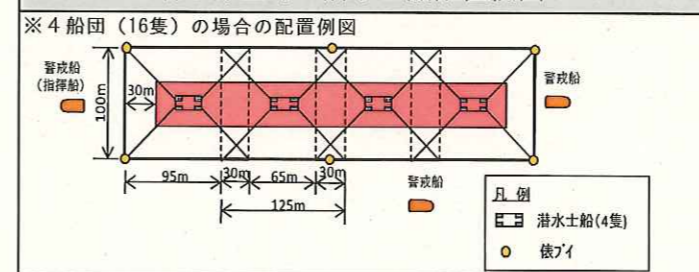 ※４船団（16隻）の場合の配置例図
警戒船
(指揮船)
100m
30m
警戒船
95m
30m
65m
30m
125m
警戒船
凡 例
潜水士船(4隻)
俵ブイ